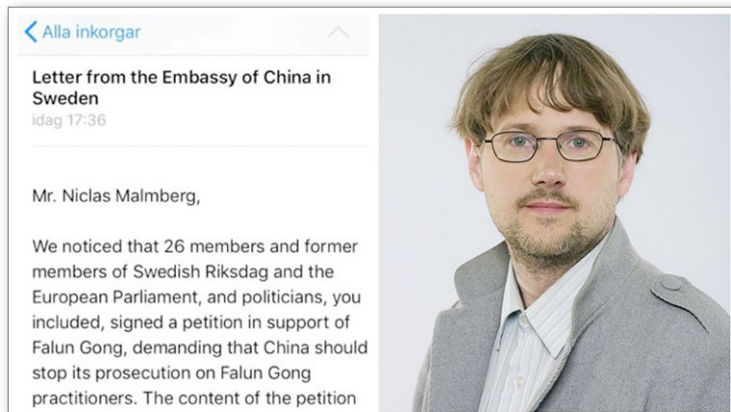 Alla inkorgar
Letter from the Embassy of China in
Sweden
idag 17:36
Mr. Niclas Malmberg,
We noticed that 26 members and former
members of Swedish Riksdag and the
European Parliament, and politicians, you
included, signed a petition in support of
Falun Gong, demanding that China should
stop its prosecution on Falun Gong
practitioners. The content of the petition